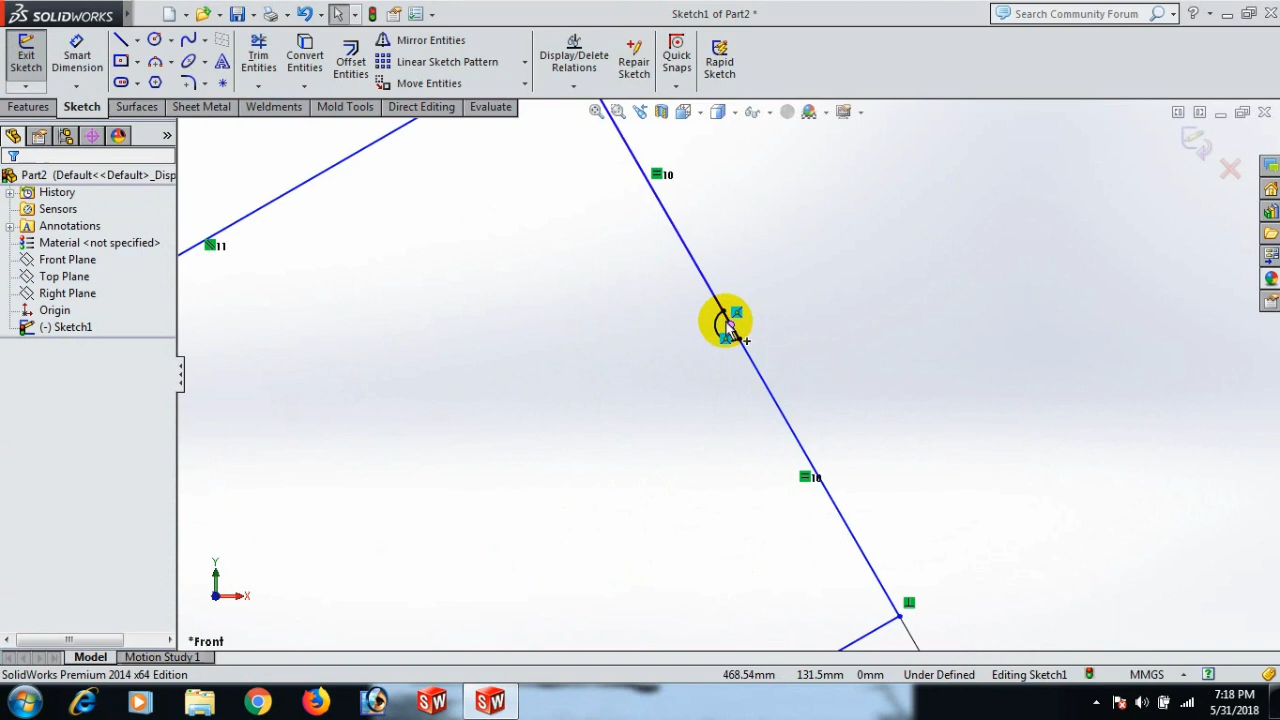 SOLIDWORKS
Sketch1 of Part2 *
Search Community Forum
Exit Sketch
Smart Dimension
Trim Entities
Convert Entities
Offset Entities
Mirror Entities
Linear Sketch Pattern
Move Entities
Display/Delete Relations
Repair Sketch
Quick Snaps
Rapid Sketch
Features
Sketch
Surfaces
Sheet Metal
Weldments
Mold Tools
Direct Editing
Evaluate
Part2 (Default<<Default>_Disp
History
Sensors
Annotations
Material <not specified>
Front Plane
Top Plane
Right Plane
Origin
(-) Sketch1
10
11
10
Y
X
*Front
Model
Motion Study 1
SolidWorks Premium 2014 x64 Edition
468.54mm
131.5mm
0mm
Under Defined
Editing Sketch1
MMGS
7:18 PM
5/31/2018